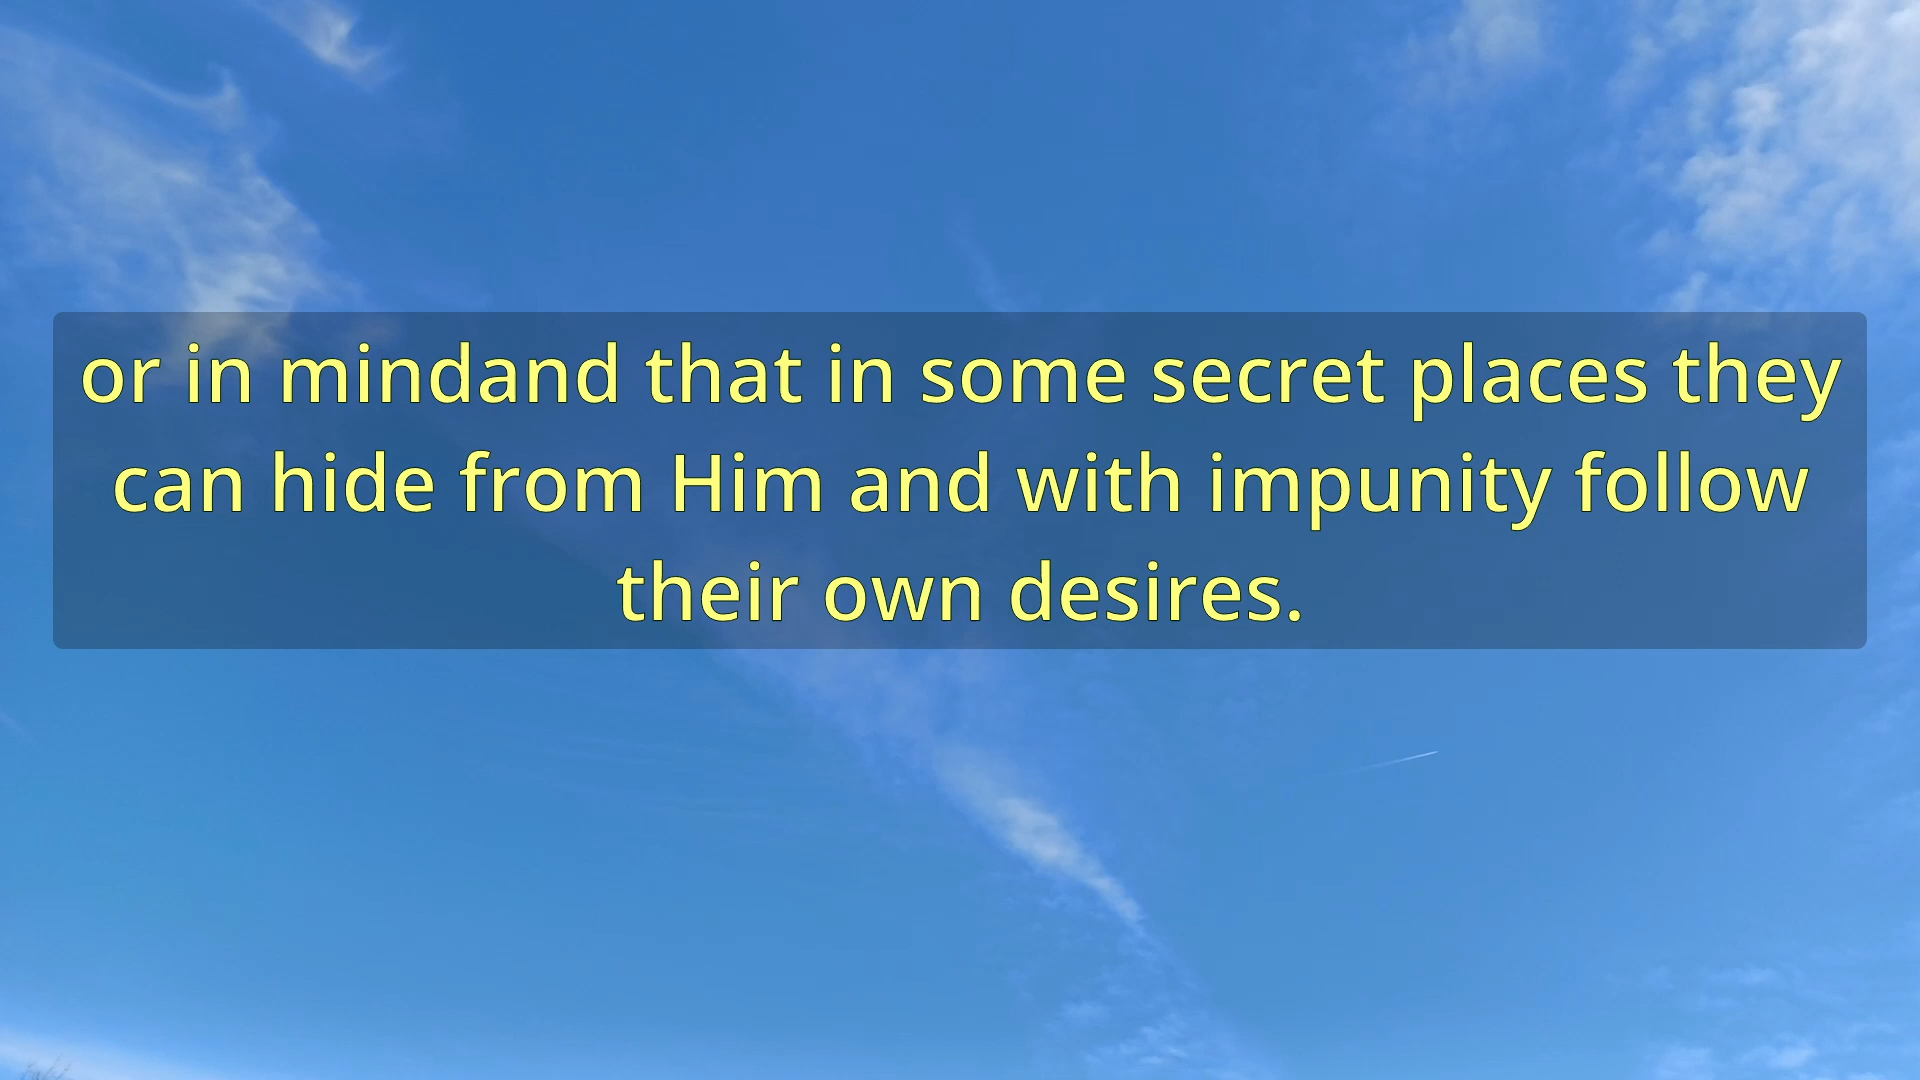 or in mindand that in some secret places they
can hide from Him and with impunity follow
their own desires.